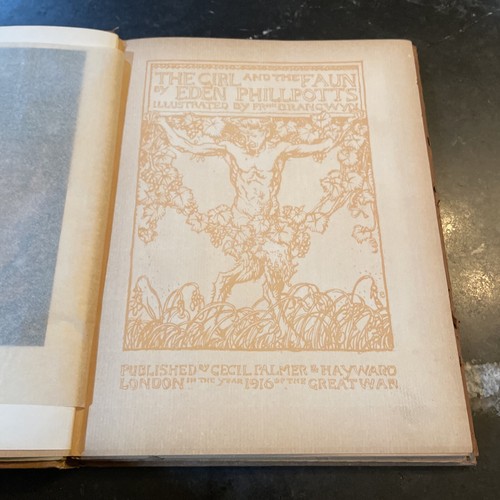 THE GIRL AND THE FAUN
BY EDEN PHILLPOTTS
ILLUSTRATED BY FRANK BRANGWYN
PUBLISHED BY CECIL PALMER & HAYWARD
LONDON IN THE YEAR 1916 OF THE GREAT WAR